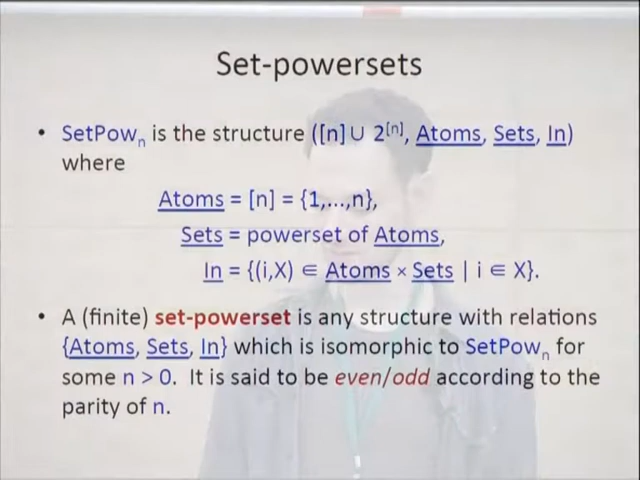 Set-powersets
• SetPowₙ is the structure ([n] ∪ 2^[n], Atoms, Sets, In)
where
Atoms = [n] = {1,...,n},
Sets = powerset of Atoms,
In = {(i,X) ∈ Atoms × Sets | i ∈ X}.
• A (finite) set-powerset is any structure with relations
{Atoms, Sets, In} which is isomorphic to SetPowₙ for
some n > 0. It is said to be even/odd according to the
parity of n.